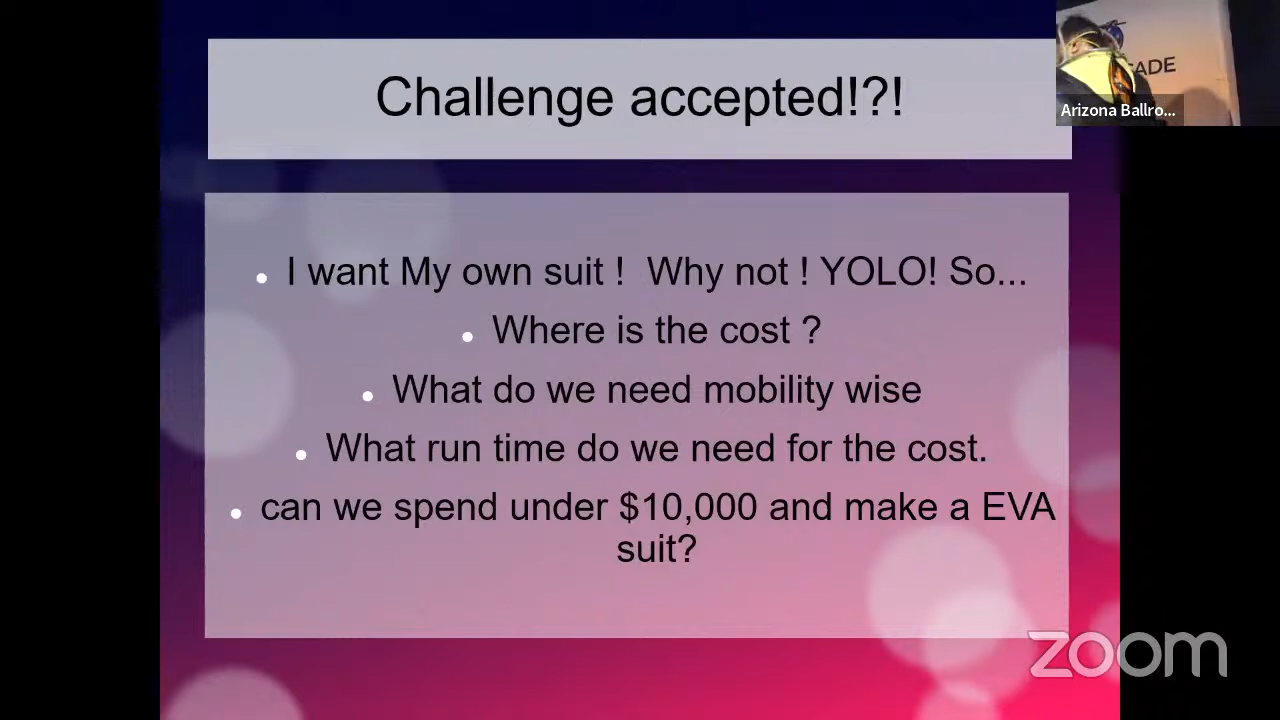 Challenge accepted!?!
CADE
Arizona Ballro...
I want My own suit !  Why not ! YOLO! So...
Where is the cost ?
What do we need mobility wise
What run time do we need for the cost.
can we spend under $10,000 and make a EVA
suit?
zoom